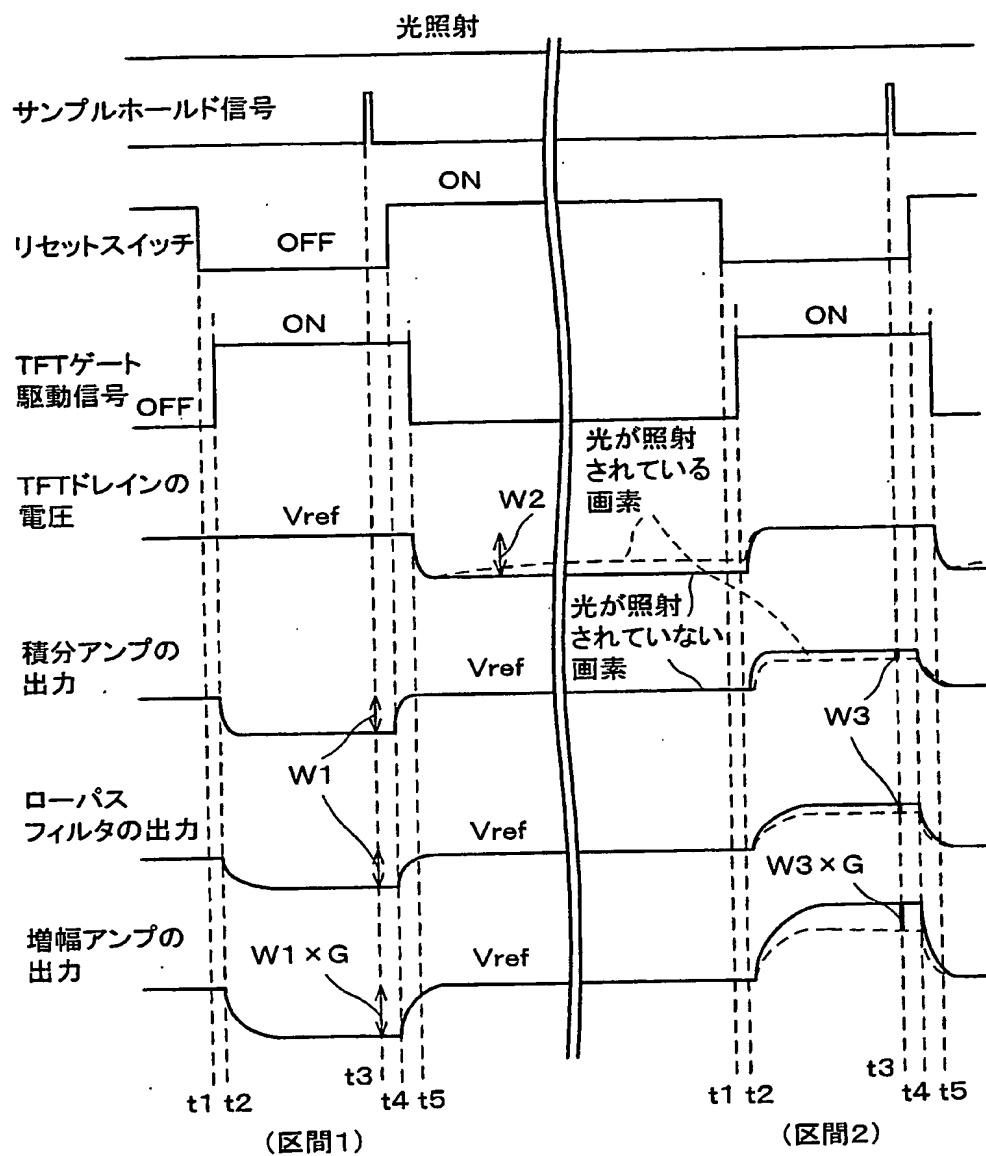 光照射
サンプルホールド信号
ON
リセットスイッチ
OFF
ON
ON
TFTゲート
駆動信号
OFF
光が照射
されている
画素
TFTドレインの
電圧
Vref
W2
光が照射
されていない
画素
積分アンプの
出力
Vref
W3
W1
ローパス
フィルタの出力
Vref
W3×G
増幅アンプの
出力
W1×G
Vref
t3
t3
t1 t2
t4 t5
t1 t2
t4 t5
(区間1)
(区間2)